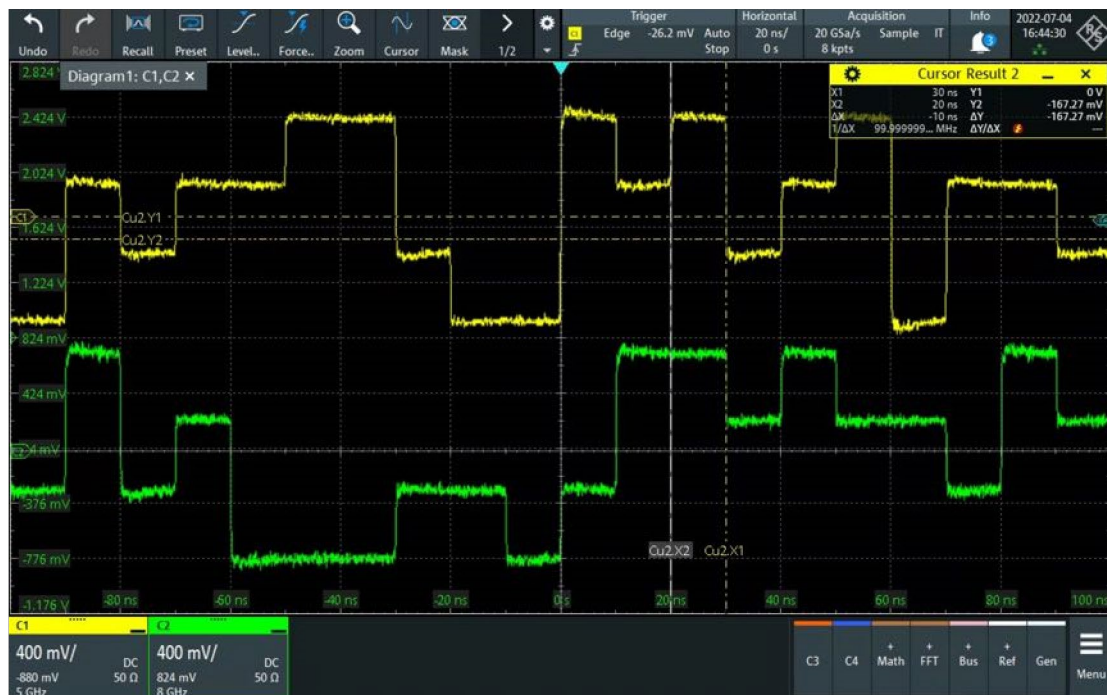 Trigger Horizontal Acquisition Info 2022-07-04
C1 Edge -26.2 mV Auto 20 ns/ 20 GSa/s Sample IT 3 16:44:30
Stop 0 s 8 kpts
Undo Redo Recall Preset Level.. Force.. Zoom Cursor Mask 1/2
R&S
Diagram1: C1,C2 ×
Cursor Result 2 – ×
X1 30 ns Y1 0 V
X2 20 ns Y2 -167.27 mV
ΔX -10 ns ΔY -167.27 mV
1/ΔX 99.999999... MHz ΔY/ΔX ---
2.824
2.424 V
2.024 V
C1 Cu2.Y1
1.624 V
Cu2.Y2
1.224 V
824 mV
424 mV
mV
-376 mV
-776 mV
Cu2.X2 Cu2.X1
-1.176 V
-80 ns -60 ns -40 ns -20 ns 0 s 20 ns 40 ns 60 ns 80 ns 100 ns
C1 C2
400 mV/ DC 400 mV/ DC
-880 mV 50 Ω 824 mV 50 Ω
5 GHz 8 GHz
C3 C4 + Math + FFT + Bus + Ref Gen Menu